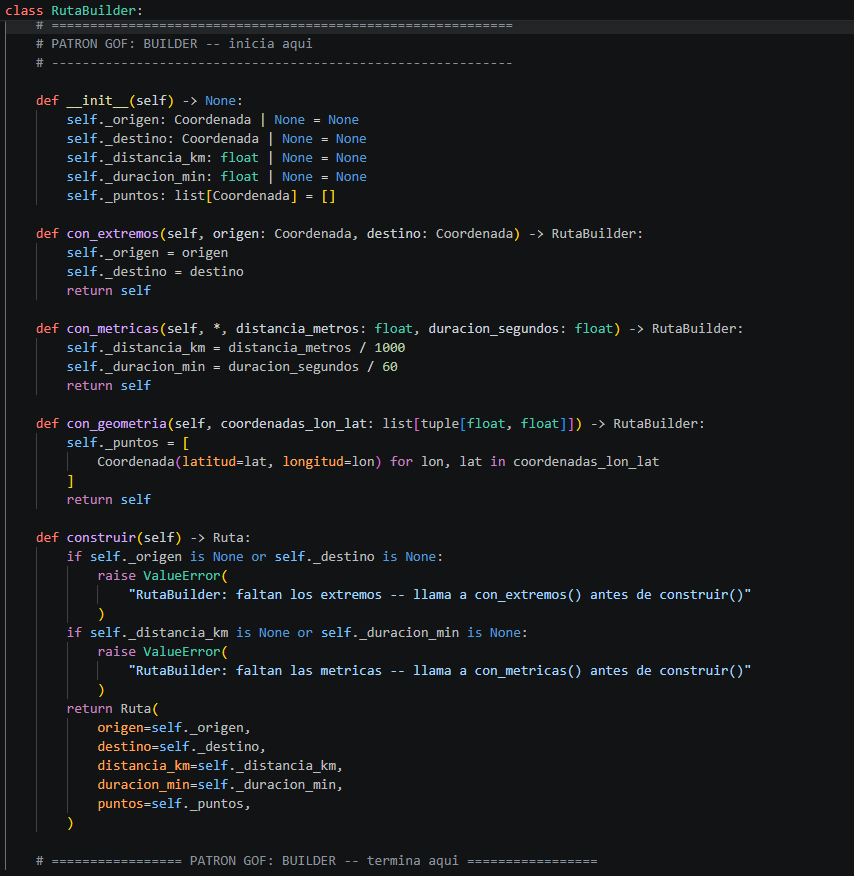 class RutaBuilder:
    # ============================================================
    # PATRON GOF: BUILDER -- inicia aqui
    # ------------------------------------------------------------
    def __init__(self) -> None:
        self._origen: Coordenada | None = None
        self._destino: Coordenada | None = None
        self._distancia_km: float | None = None
        self._duracion_min: float | None = None
        self._puntos: list[Coordenada] = []
    def con_extremos(self, origen: Coordenada, destino: Coordenada) -> RutaBuilder:
        self._origen = origen
        self._destino = destino
        return self
    def con_metricas(self, *, distancia_metros: float, duracion_segundos: float) -> RutaBuilder:
        self._distancia_km = distancia_metros / 1000
        self._duracion_min = duracion_segundos / 60
        return self
    def con_geometria(self, coordenadas_lon_lat: list[tuple[float, float]]) -> RutaBuilder:
        self._puntos = [
            Coordenada(latitud=lat, longitud=lon) for lon, lat in coordenadas_lon_lat
        ]
        return self
    def construir(self) -> Ruta:
        if self._origen is None or self._destino is None:
            raise ValueError(
                "RutaBuilder: faltan los extremos -- llama a con_extremos() antes de construir()"
            )
        if self._distancia_km is None or self._duracion_min is None:
            raise ValueError(
                "RutaBuilder: faltan las metricas -- llama a con_metricas() antes de construir()"
            )
        return Ruta(
            origen=self._origen,
            destino=self._destino,
            distancia_km=self._distancia_km,
            duracion_min=self._duracion_min,
            puntos=self._puntos,
        )
    # ================= PATRON GOF: BUILDER -- termina aqui =================